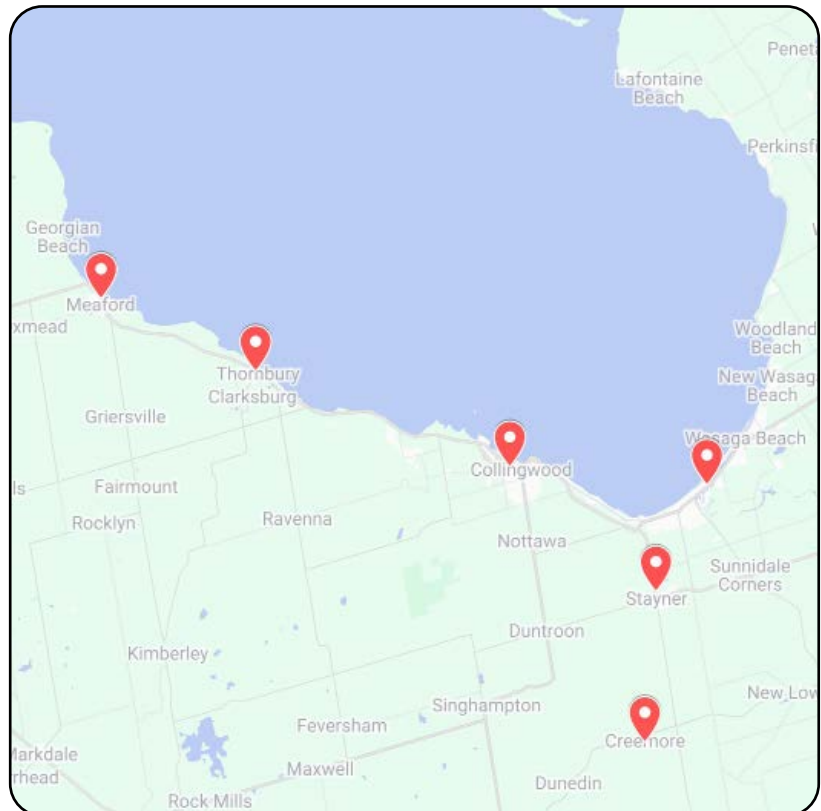 Penet
Lafontaine
Beach
Perkinsfi
Georgian
Beach
Meaford
xmead
Woodland
Beach
Thornbury
Clarksburg
New Wasag
Beach
Griersville
Wasaga Beach
Collingwood
ls
Fairmount
Rocklyn
Ravenna
Nottawa
Sunnidale
Corners
Stayner
Duntroon
Kimberley
New Low
Singhampton
Feversham
Creemore
Markdale
rhead
Maxwell
Dunedin
Rock Mills